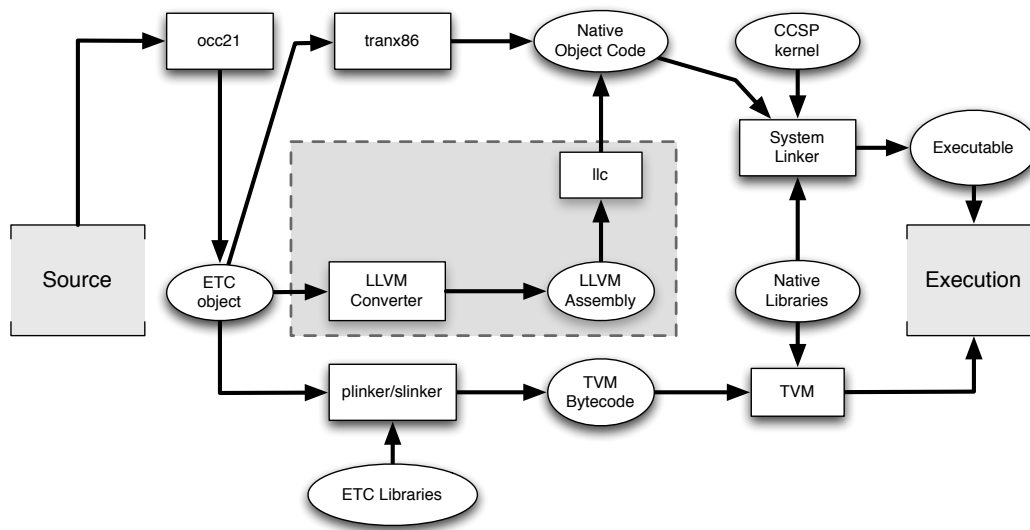 occ21
tranx86
Native
Object Code
CCSP
kernel
System
Linker
Executable
llc
Source
ETC
object
LLVM
Converter
LLVM
Assembly
Native
Libraries
Execution
plinker/slinker
TVM
Bytecode
TVM
ETC Libraries